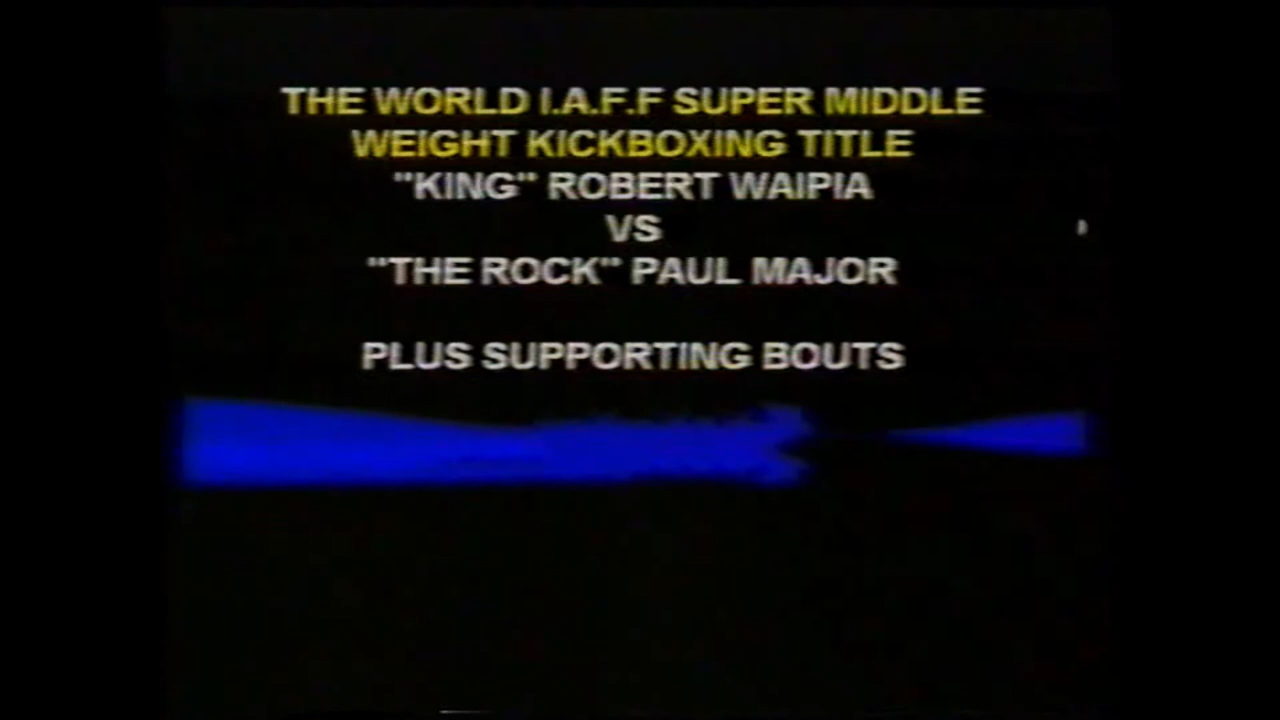 THE WORLD I.A.F.F SUPER MIDDLE
WEIGHT KICKBOXING TITLE
"KING" ROBERT WAIPIA
VS
"THE ROCK" PAUL MAJOR
PLUS SUPPORTING BOUTS